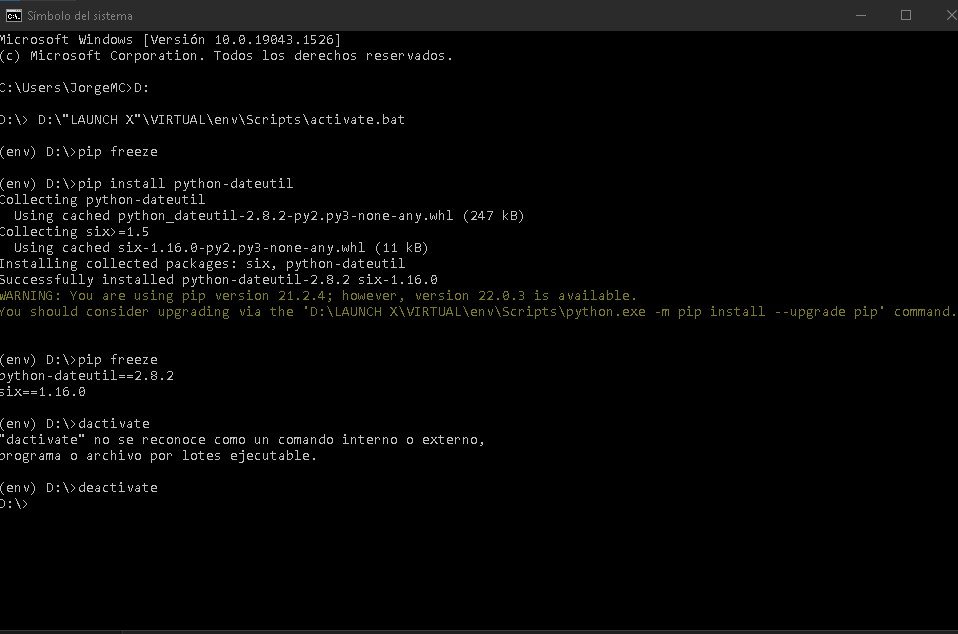 Símbolo del sistema
Microsoft Windows [Versión 10.0.19043.1526]
(c) Microsoft Corporation. Todos los derechos reservados.
C:\Users\JorgeMC>D:
D:\> D:\"LAUNCH X"\VIRTUAL\env\Scripts\activate.bat
(env) D:\>pip freeze
(env) D:\>pip install python-dateutil
Collecting python-dateutil
  Using cached python_dateutil-2.8.2-py2.py3-none-any.whl (247 kB)
Collecting six>=1.5
  Using cached six-1.16.0-py2.py3-none-any.whl (11 kB)
Installing collected packages: six, python-dateutil
Successfully installed python-dateutil-2.8.2 six-1.16.0
WARNING: You are using pip version 21.2.4; however, version 22.0.3 is available.
You should consider upgrading via the 'D:\LAUNCH X\VIRTUAL\env\Scripts\python.exe -m pip install --upgrade pip' command.
(env) D:\>pip freeze
python-dateutil==2.8.2
six==1.16.0
(env) D:\>dactivate
"dactivate" no se reconoce como un comando interno o externo,
programa o archivo por lotes ejecutable.
(env) D:\>deactivate
D:\>